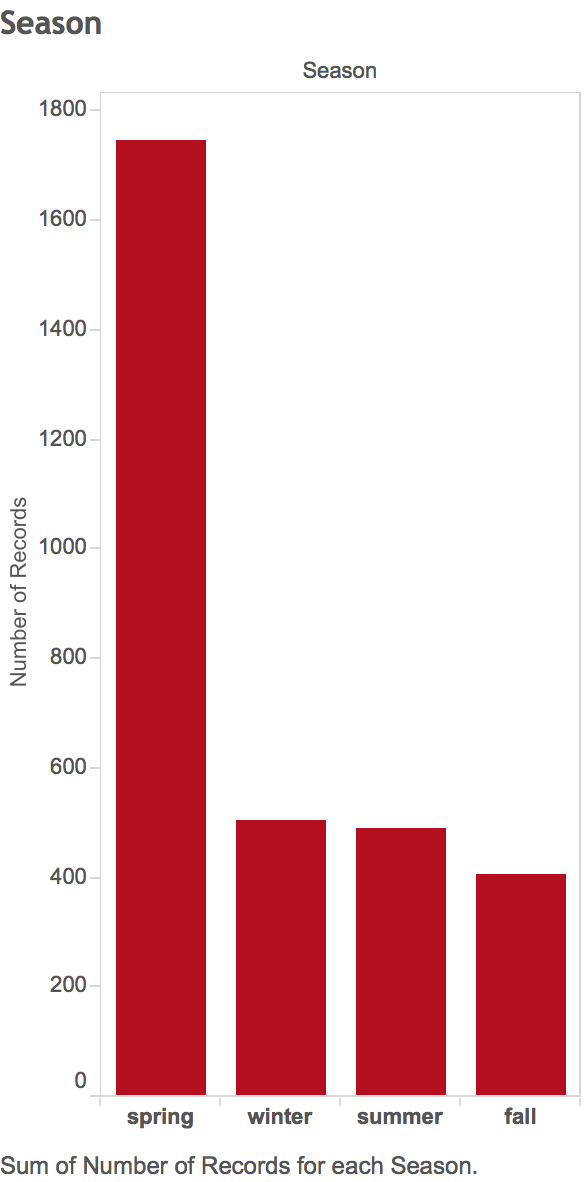 Season
Season
1800
1600
1400
1200
1000
800
600
400
200
0
Number of Records
spring winter summer fall
Sum of Number of Records for each Season.